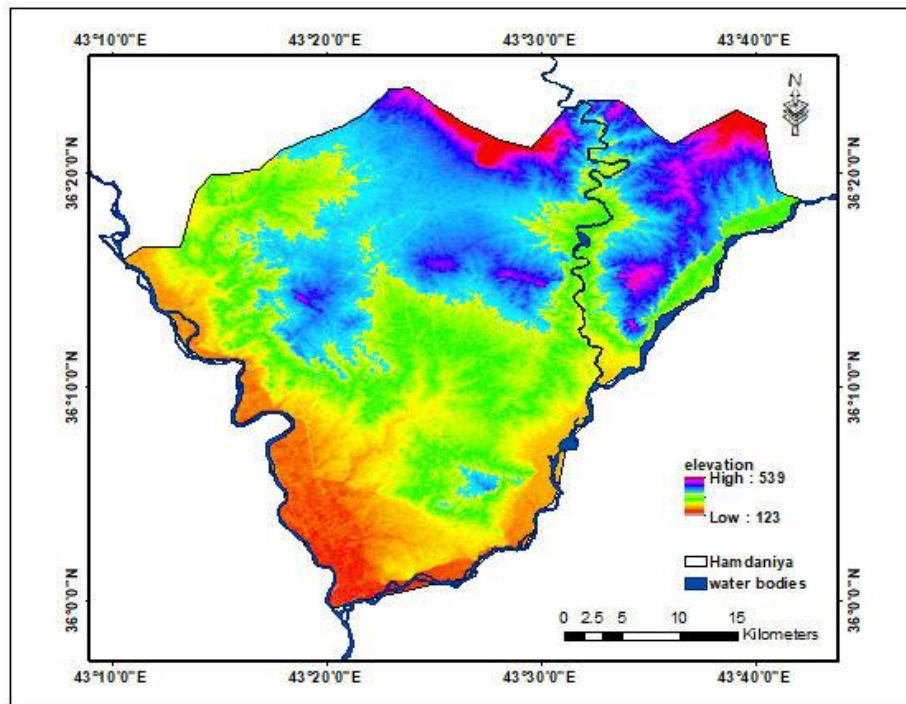 43°10'0"E 43°20'0"E 43°30'0"E 43°40'0"E
N
36°20'0"N 36°20'0"N
36°10'0"N 36°10'0"N
36°0'0"N 36°0'0"N
elevation
High : 539
Low : 123
Hamdaniya
water bodies
0 2.5 5 10 15
Kilometers
43°10'0"E 43°20'0"E 43°30'0"E 43°40'0"E